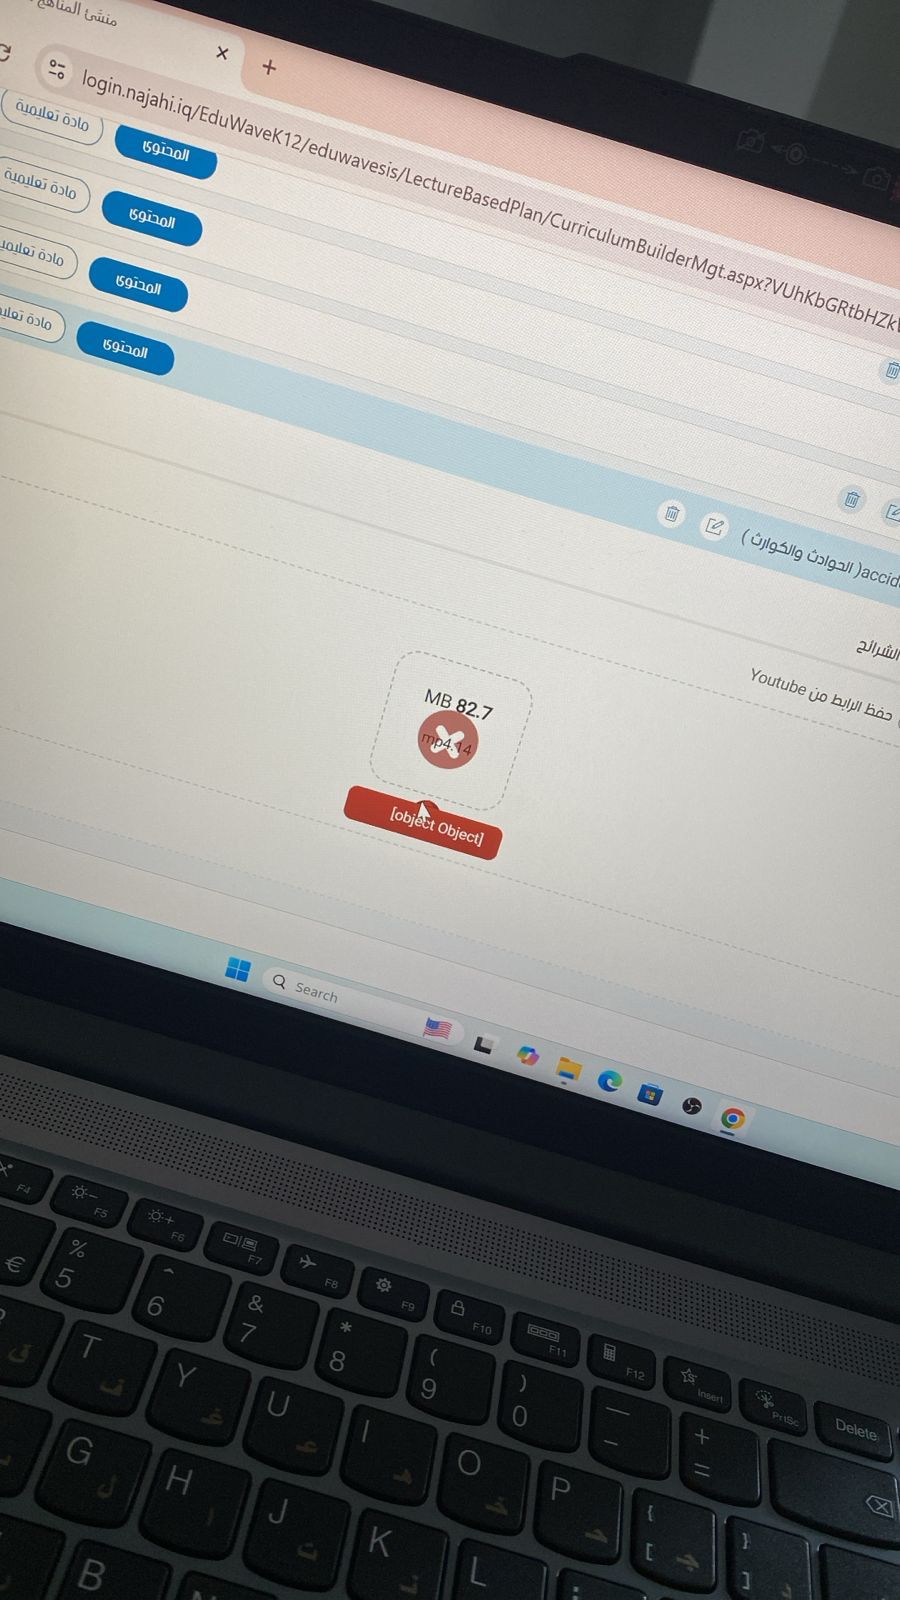 منشئ المناهج
login.najahi.iq/EduWaveK12/eduwavesis/LectureBasedPlan/CurriculumBuilderMgt.aspx?VUhKbGRtbHZk
مادة تعليمية
المحتوى
مادة تعليمية
المحتوى
مادة تعليمية
المحتوى
مادة
المحتوى
( الحوادث والكوارث )accid
الشرائح
حفظ الرابط من Youtube
MB 82.7
mp4.14
[object Object]
Search
F4
F5
F6
F7
F8
F9
F10
F11
F12
Insert
PrtSc
Delete
€
% 5
^ 6
& 7
* 8
( 9
) 0
— -
+ =
T ف
Y غ
U ع
I ه
O خ
P ح
{ [ ج
} ]
G ل
H ا
J ت
K ن
L
B